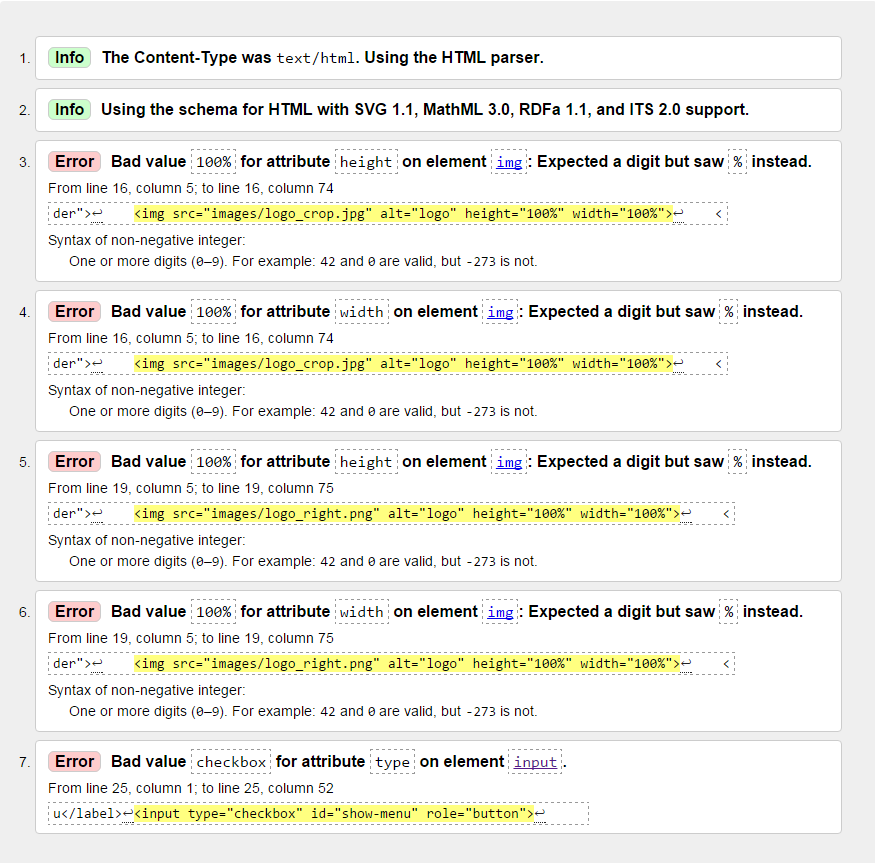 1. Info The Content-Type was text/html. Using the HTML parser.
2. Info Using the schema for HTML with SVG 1.1, MathML 3.0, RDFa 1.1, and ITS 2.0 support.
3. Error Bad value 100% for attribute height on element img: Expected a digit but saw % instead.
From line 16, column 5; to line 16, column 74
der">↩    <img src="images/logo_crop.jpg" alt="logo" height="100%" width="100%">↩    <
Syntax of non-negative integer:
One or more digits (0–9). For example: 42 and 0 are valid, but -273 is not.
4. Error Bad value 100% for attribute width on element img: Expected a digit but saw % instead.
From line 16, column 5; to line 16, column 74
der">↩    <img src="images/logo_crop.jpg" alt="logo" height="100%" width="100%">↩    <
Syntax of non-negative integer:
One or more digits (0–9). For example: 42 and 0 are valid, but -273 is not.
5. Error Bad value 100% for attribute height on element img: Expected a digit but saw % instead.
From line 19, column 5; to line 19, column 75
der">↩    <img src="images/logo_right.png" alt="logo" height="100%" width="100%">↩    <
Syntax of non-negative integer:
One or more digits (0–9). For example: 42 and 0 are valid, but -273 is not.
6. Error Bad value 100% for attribute width on element img: Expected a digit but saw % instead.
From line 19, column 5; to line 19, column 75
der">↩    <img src="images/logo_right.png" alt="logo" height="100%" width="100%">↩    <
Syntax of non-negative integer:
One or more digits (0–9). For example: 42 and 0 are valid, but -273 is not.
7. Error Bad value checkbox for attribute type on element input.
From line 25, column 1; to line 25, column 52
u</label>↩<input type="checkbox" id="show-menu" role="button">↩